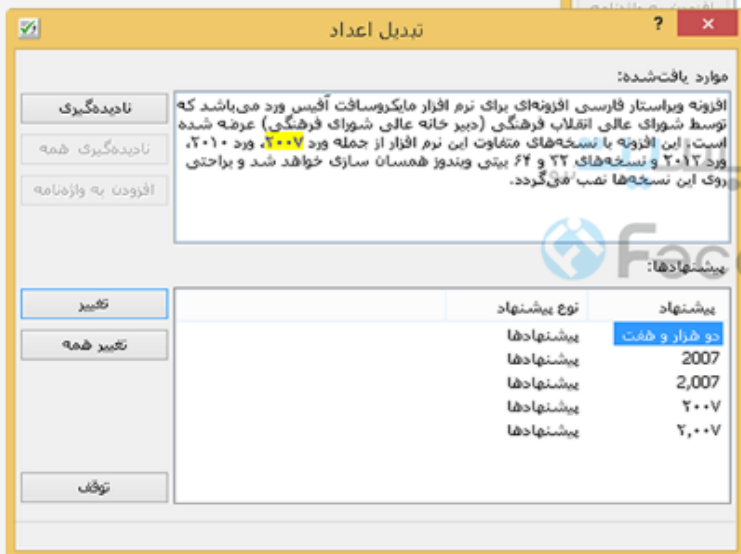 تبدیل اعداد
موارد یافت‌شده:
افزونه ویراستار فارسی افزونه‌ای برای نرم افزار مایکروسافت آفیس ورد می‌باشد که
توسط شورای عالی انقلاب فرهنگی (دبیر خانه عالی شورای فرهنگی) عرضه شده
است. این افزونه با نسخه‌های متفاوت این نرم افزار از جمله ورد ۲۰۰۷، ورد ۲۰۱۰،
ورد ۲۰۱۳ و نسخه‌های ۳۲ و ۶۴ بیتی ویندوز همسان سازی خواهد شد و براحتی
روی این نسخه‌ها نصب می‌گردد.
نادیده‌گیری
نادیده‌گیری همه
افزودن به واژه‌نامه
پیشنهادها:
پیشنهاد نوع پیشنهاد
دو هزار و هفت پیشنهادها
2007 پیشنهادها
2,007 پیشنهادها
۲۰۰۷ پیشنهادها
۲,۰۰۷ پیشنهادها
تغییر
تغییر همه
توقف